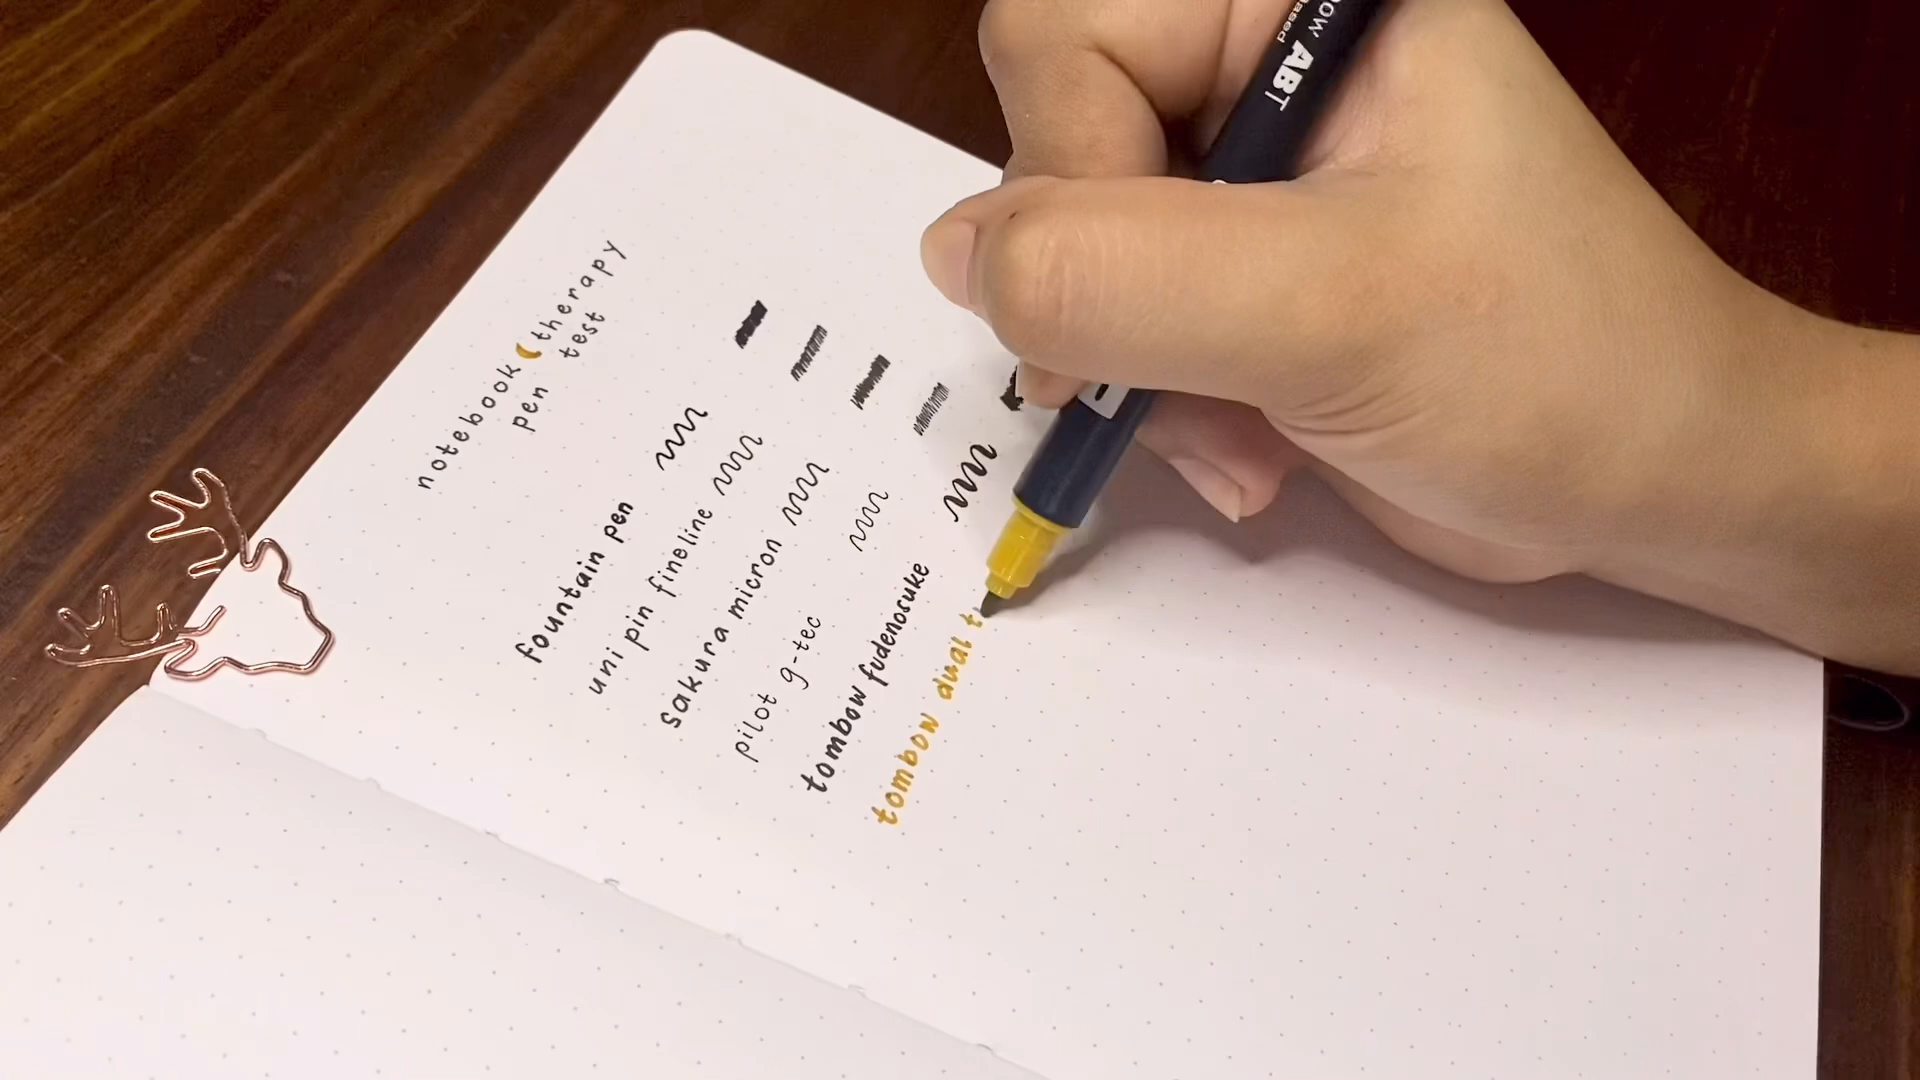 notebook therapy
pen test
fountain pen
uni pin fineline
sakura micron
pilot g-tec
tombow fudenosuke
tombow dual t
ABT